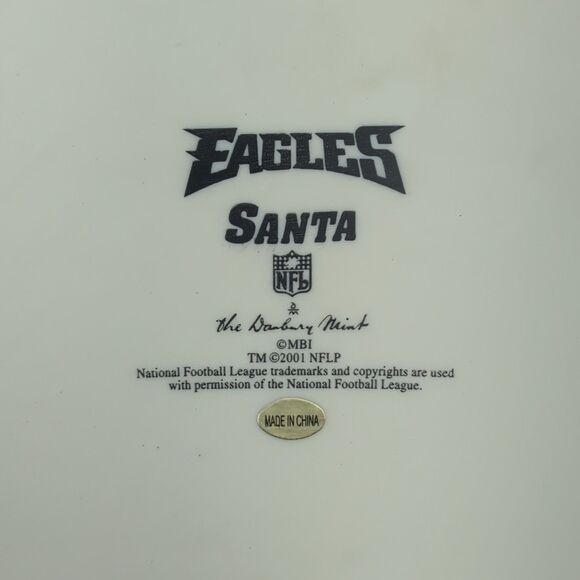 EAGLES
SANTA
NFL
The Danbury Mint
©MBI
TM ©2001 NFLP
National Football League trademarks and copyrights are used
with permission of the National Football League.
MADE IN CHINA